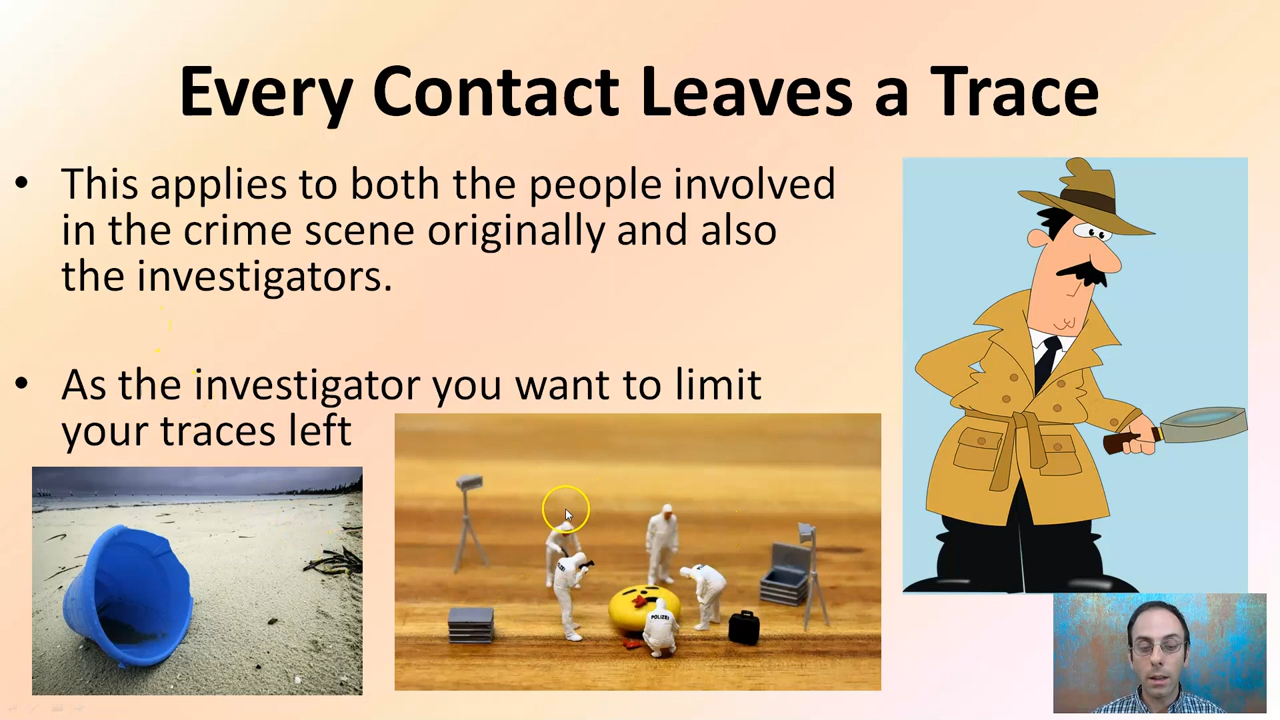 Every Contact Leaves a Trace
• This applies to both the people involved
in the crime scene originally and also
the investigators.
• As the investigator you want to limit
your traces left
POLIZEI